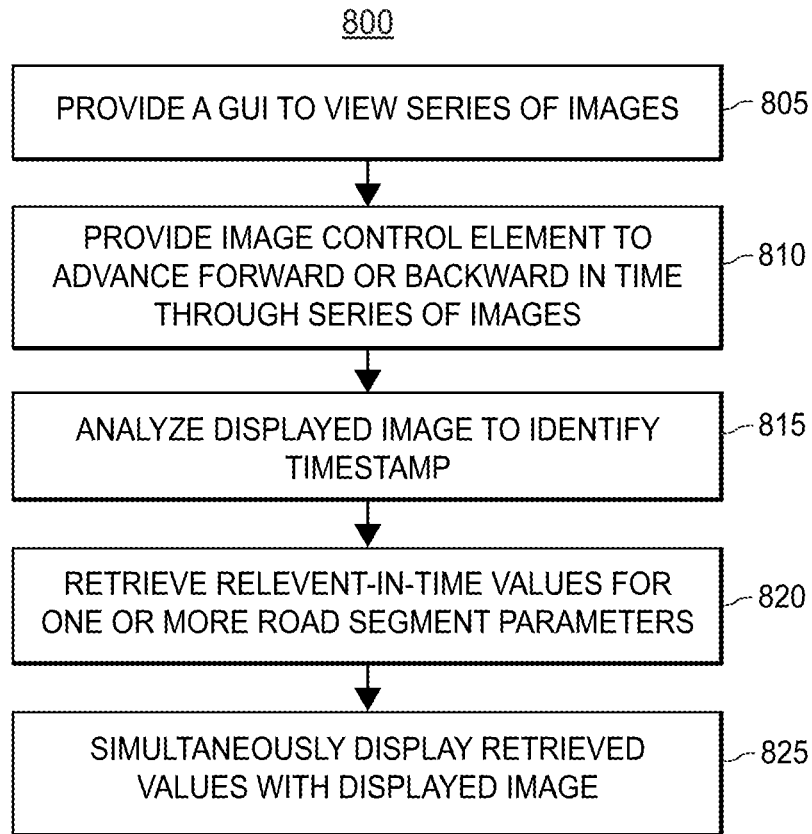 800
PROVIDE A GUI TO VIEW SERIES OF IMAGES
805
PROVIDE IMAGE CONTROL ELEMENT TO
ADVANCE FORWARD OR BACKWARD IN TIME
THROUGH SERIES OF IMAGES
810
ANALYZE DISPLAYED IMAGE TO IDENTIFY
TIMESTAMP
815
RETRIEVE RELEVENT-IN-TIME VALUES FOR
ONE OR MORE ROAD SEGMENT PARAMETERS
820
SIMULTANEOUSLY DISPLAY RETRIEVED
VALUES WITH DISPLAYED IMAGE
825